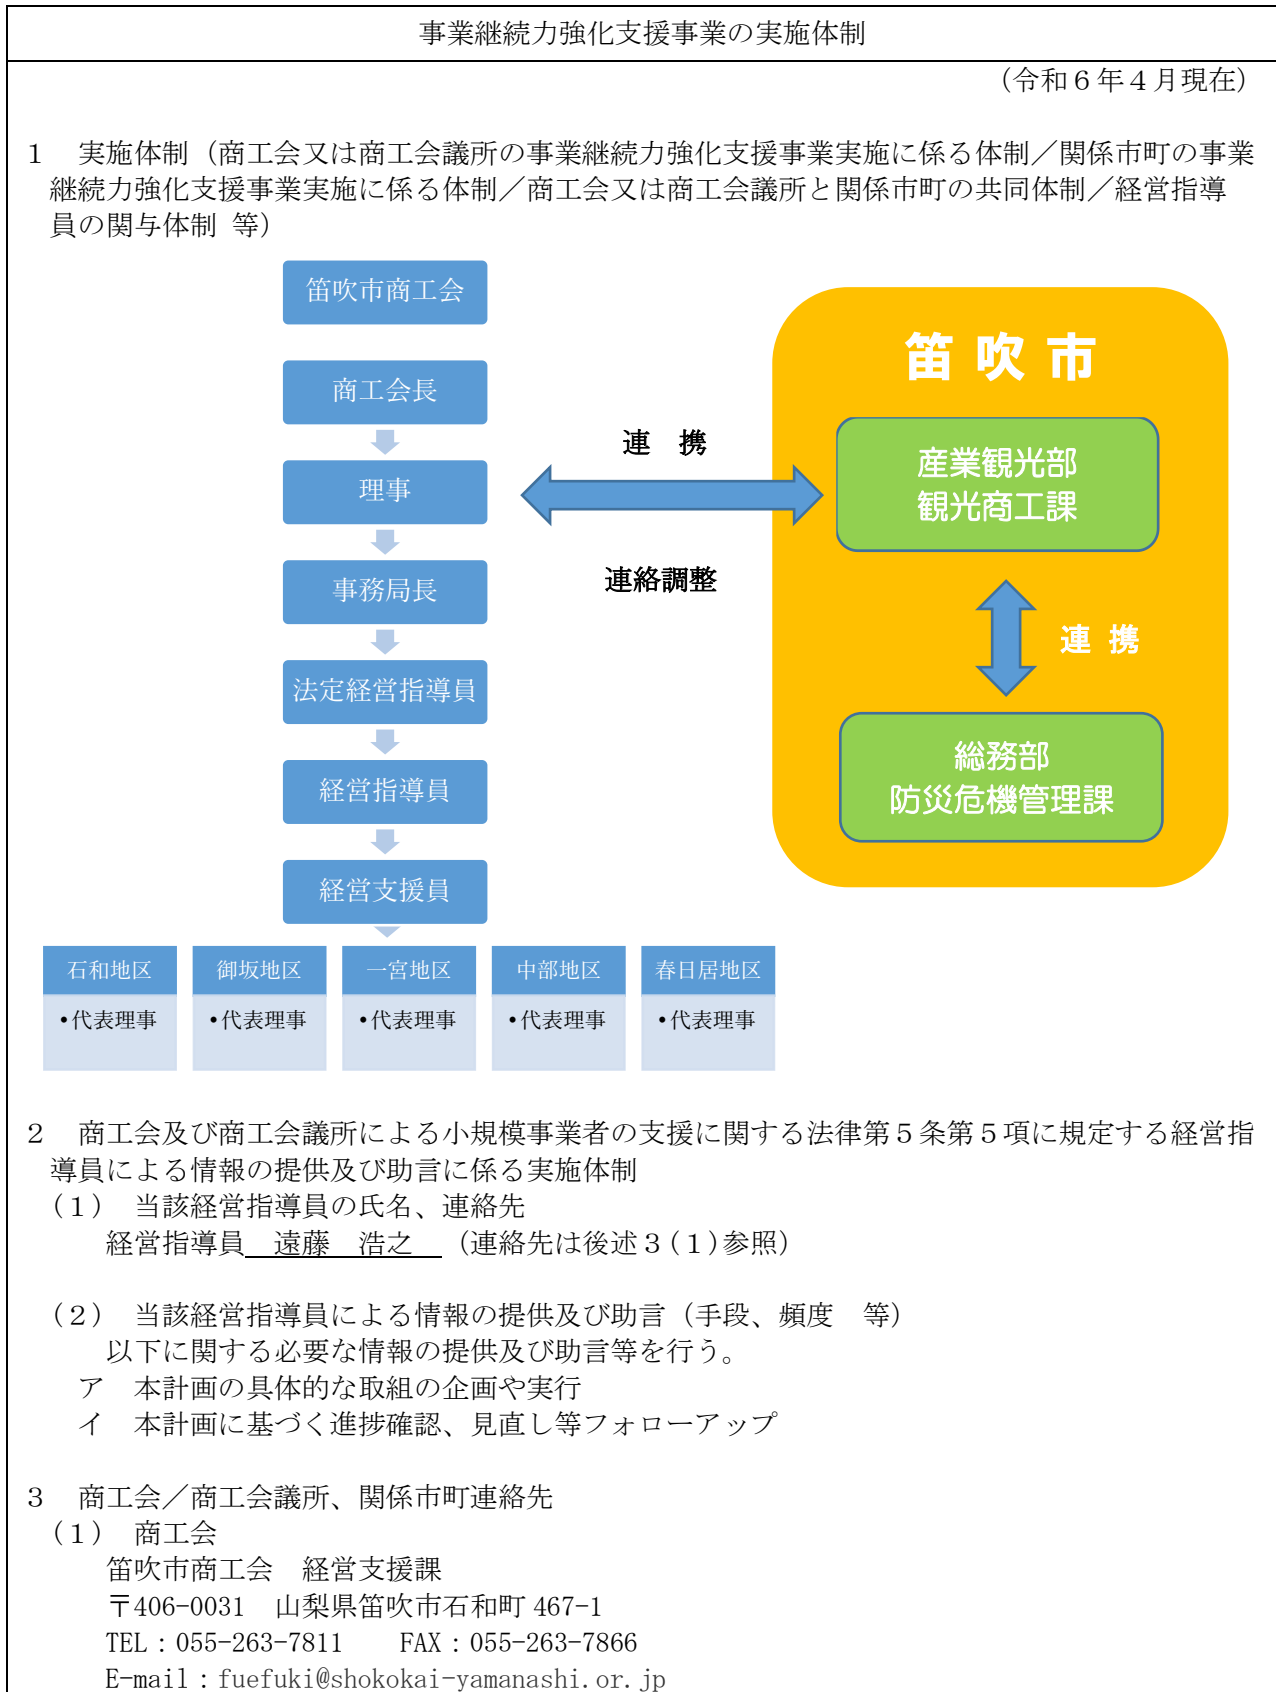 事業継続力強化支援事業の実施体制
（令和６年４月現在）
１　実施体制（商工会又は商工会議所の事業継続力強化支援事業実施に係る体制／関係市町の事業
継続力強化支援事業実施に係る体制／商工会又は商工会議所と関係市町の共同体制／経営指導
員の関与体制 等）
笛吹市商工会
商工会長
理事
事務局長
法定経営指導員
経営指導員
経営支援員
連　携
連絡調整
笛 吹 市
産業観光部
観光商工課
連 携
総務部
防災危機管理課
石和地区
・代表理事
御坂地区
・代表理事
一宮地区
・代表理事
中部地区
・代表理事
春日居地区
・代表理事
２　商工会及び商工会議所による小規模事業者の支援に関する法律第５条第５項に規定する経営指
導員による情報の提供及び助言に係る実施体制
（１）　当該経営指導員の氏名、連絡先
経営指導員　遠藤　浩之　（連絡先は後述３(１)参照）
（２）　当該経営指導員による情報の提供及び助言（手段、頻度　等）
以下に関する必要な情報の提供及び助言等を行う。
ア　本計画の具体的な取組の企画や実行
イ　本計画に基づく進捗確認、見直し等フォローアップ
３　商工会／商工会議所、関係市町連絡先
（１）　商工会
笛吹市商工会　経営支援課
〒406-0031　山梨県笛吹市石和町 467-1
TEL：055-263-7811　　FAX：055-263-7866
E-mail：fuefuki@shokokai-yamanashi.or.jp